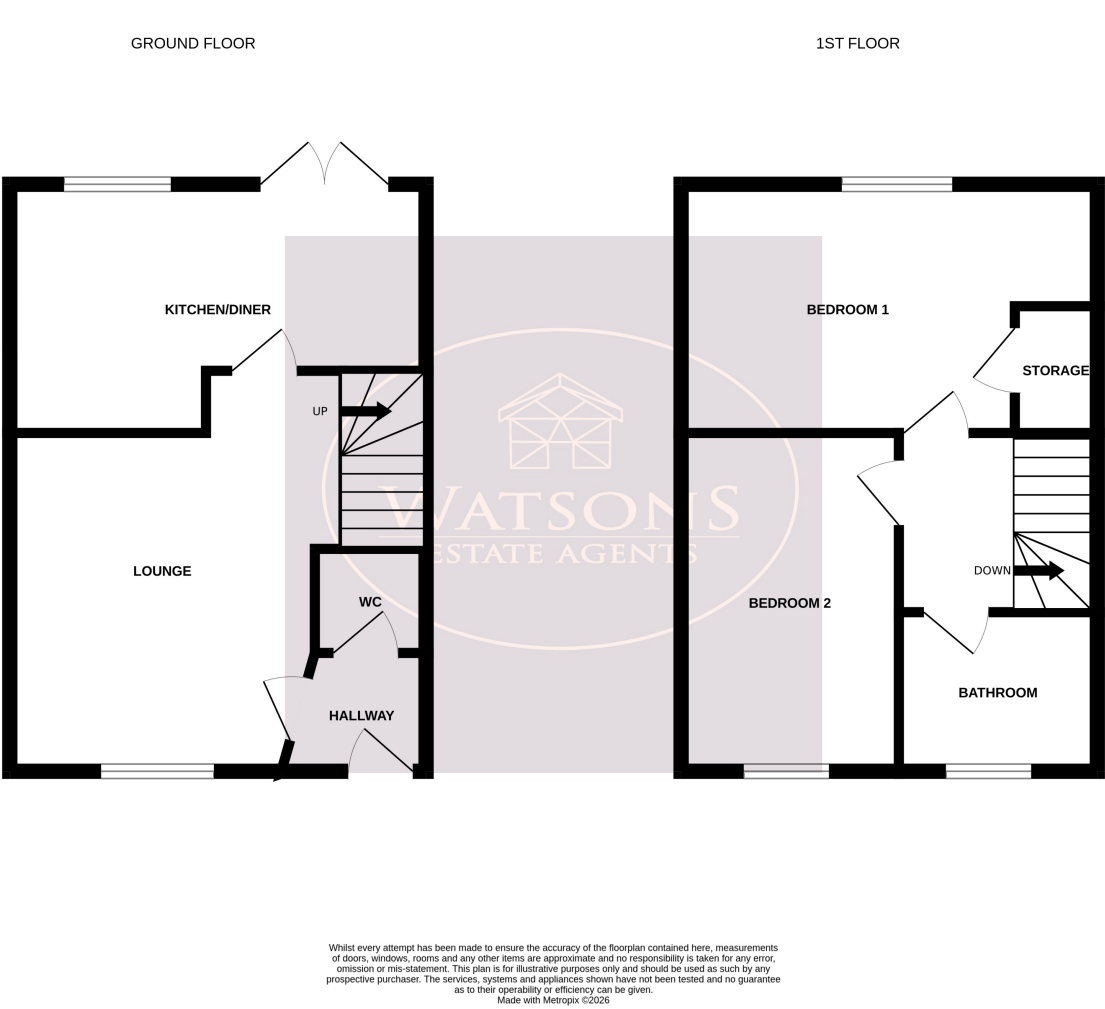 GROUND FLOOR
1ST FLOOR
KITCHEN/DINER
BEDROOM 1
STORAGE
UP
WATSONS
ESTATE AGENTS
LOUNGE
DOWN
WC
BEDROOM 2
BATHROOM
HALLWAY
Whilst every attempt has been made to ensure the accuracy of the floorplan contained here, measurements
of doors, windows, rooms and any other items are approximate and no responsibility is taken for any error,
omission or mis-statement. This plan is for illustrative purposes only and should be used as such by any
prospective purchaser. The services, systems and appliances shown have not been tested and no guarantee
as to their operability or efficiency can be given.
Made with Metropix ©2026